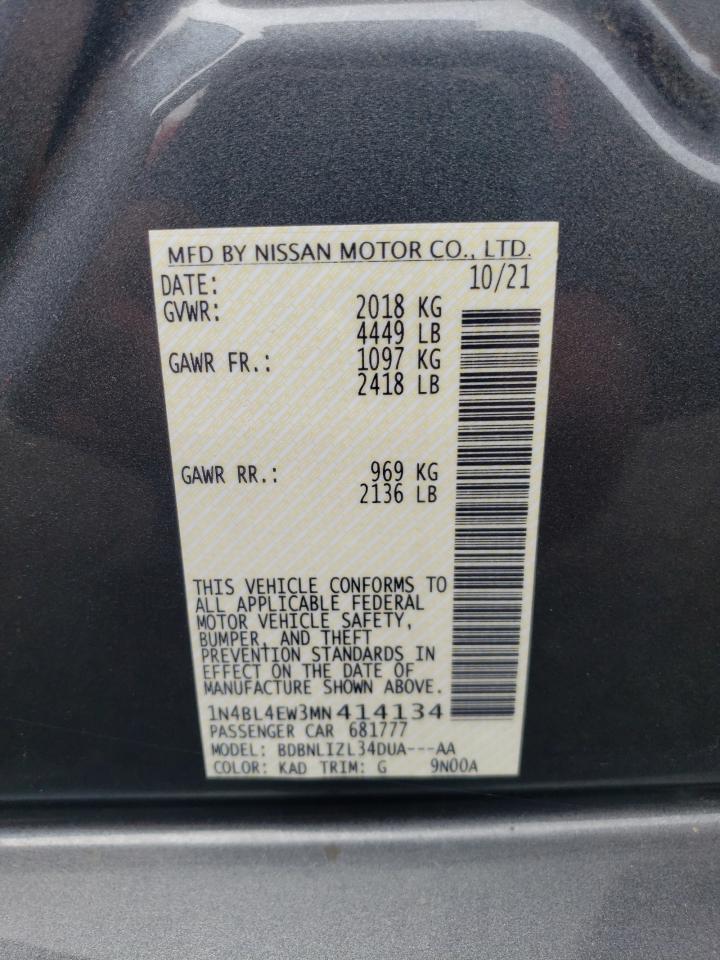 MFD BY NISSAN MOTOR CO., LTD.
DATE: 10/21
GVWR: 2018 KG
4449 LB
GAWR FR.: 1097 KG
2418 LB
GAWR RR.: 969 KG
2136 LB
THIS VEHICLE CONFORMS TO
ALL APPLICABLE FEDERAL
MOTOR VEHICLE SAFETY,
BUMPER, AND THEFT
PREVENTION STANDARDS IN
EFFECT ON THE DATE OF
MANUFACTURE SHOWN ABOVE.
1N4BL4EW3MN414134
PASSENGER CAR 681777
MODEL: BDBNLIZL34DUA---AA
COLOR: KAD TRIM: G 9N00A